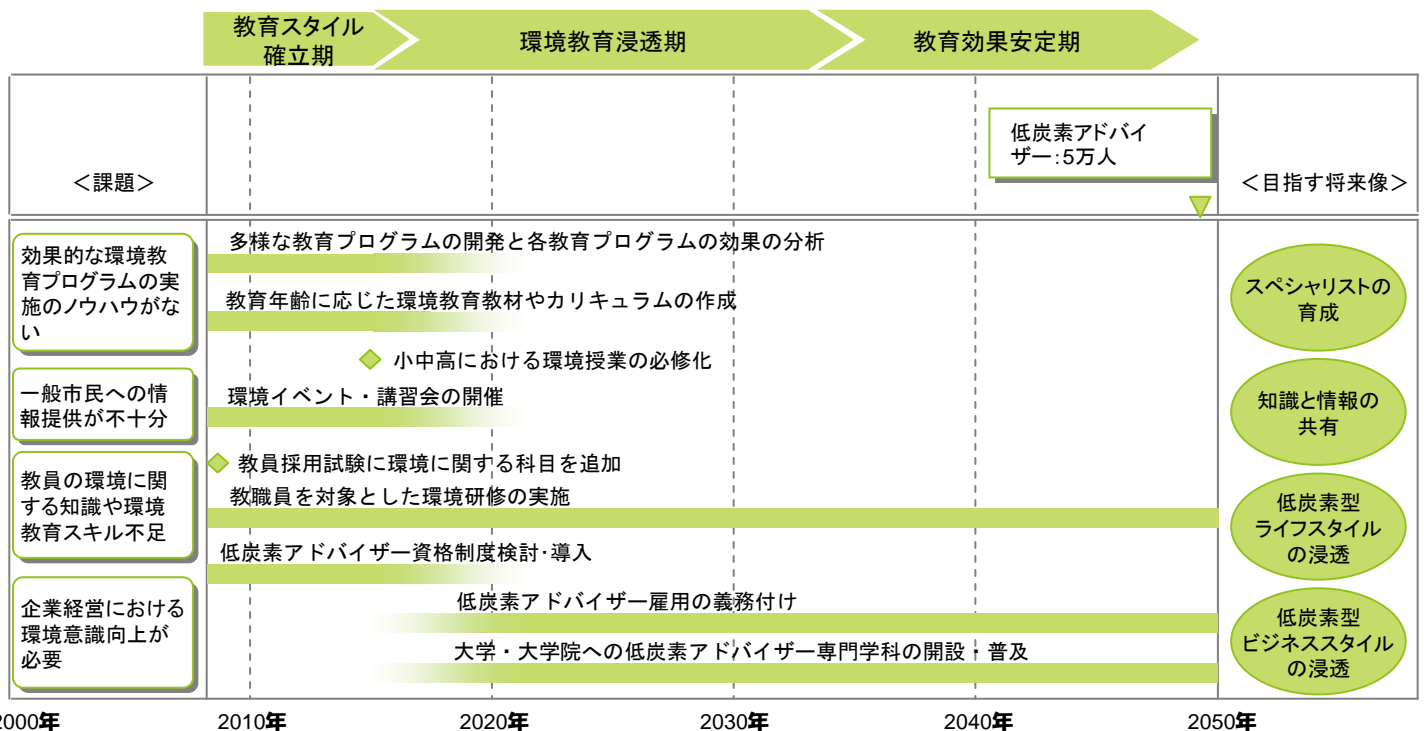 教育スタイル
確立期
環境教育浸透期
教育効果安定期
低炭素アドバイ
ザー:5万人
＜課題＞
＜目指す将来像＞
効果的な環境教
育プログラムの実
施のノウハウがな
い
一般市民への情
報提供が不十分
教員の環境に関
する知識や環境
教育スキル不足
企業経営における
環境意識向上が
必要
多様な教育プログラムの開発と各教育プログラムの効果の分析
教育年齢に応じた環境教育教材やカリキュラムの作成
小中高における環境授業の必修化
環境イベント・講習会の開催
教員採用試験に環境に関する科目を追加
教職員を対象とした環境研修の実施
低炭素アドバイザー資格制度検討・導入
低炭素アドバイザー雇用の義務付け
大学・大学院への低炭素アドバイザー専門学科の開設・普及
スペシャリストの
育成
知識と情報の
共有
低炭素型
ライフスタイル
の浸透
低炭素型
ビジネススタイル
の浸透
2000年
2010年
2020年
2030年
2040年
2050年